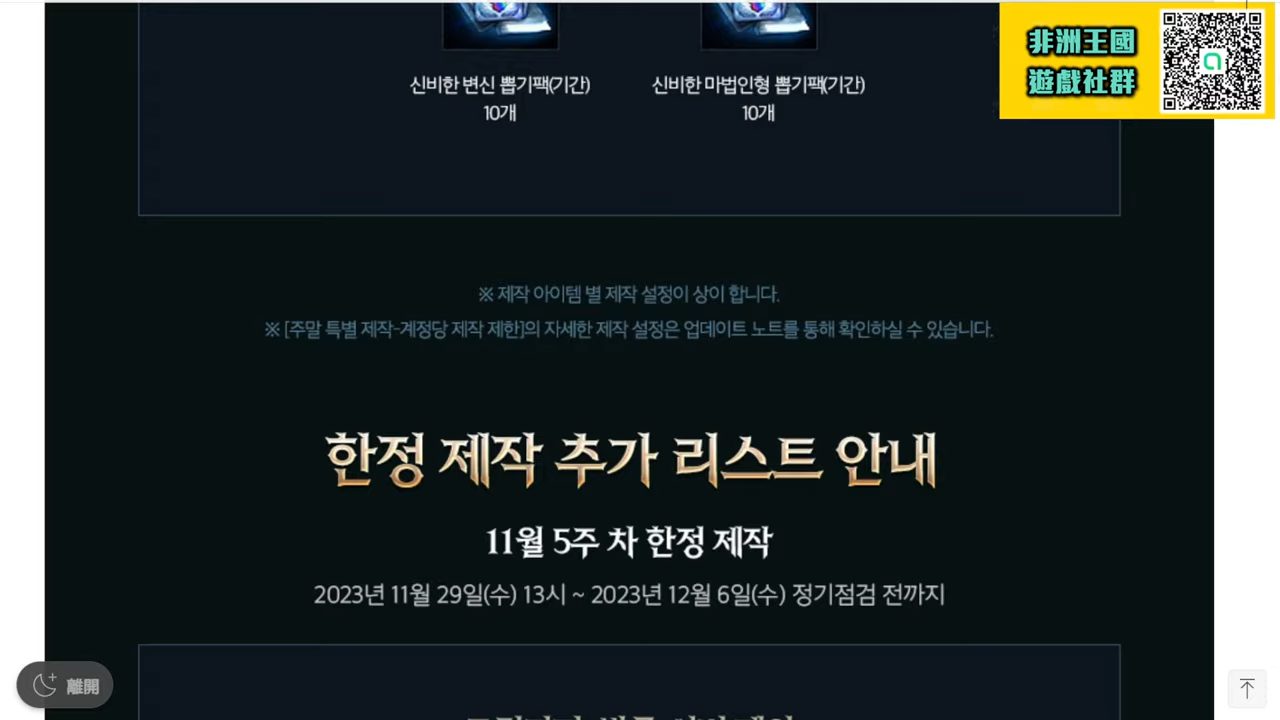 신비한 변신 뽑기팩(기간)
10개
신비한 마법인형 뽑기팩(기간)
10개
非洲王國
遊戲社群
※ 제작 아이템 별 제작 설정이 상이 합니다.
※ [주말 특별 제작-계정당 제작 제한]의 자세한 제작 설정은 업데이트 노트를 통해 확인하실 수 있습니다.
한정 제작 추가 리스트 안내
11월 5주 차 한정 제작
2023년 11월 29일(수) 13시 ~ 2023년 12월 6일(수) 정기점검 전까지
離開